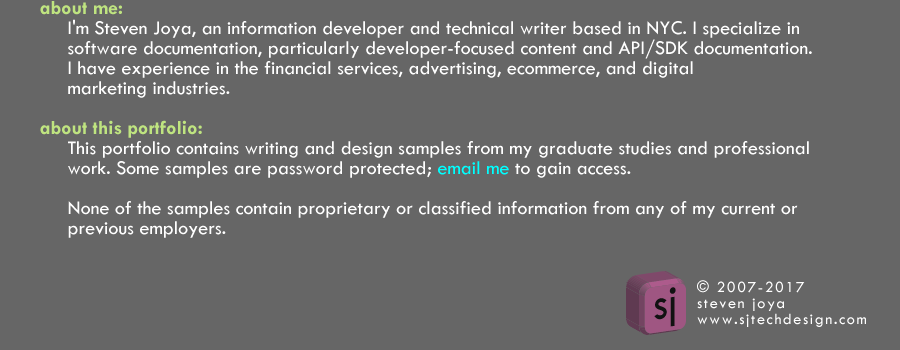 about me:
I'm Steven Joya, an information developer and technical writer based in NYC. I specialize in
software documentation, particularly developer-focused content and API/SDK documentation.
I have experience in the financial services, advertising, ecommerce, and digital
marketing industries.
about this portfolio:
This portfolio contains writing and design samples from my graduate studies and professional
work. Some samples are password protected; email me to gain access.
None of the samples contain proprietary or classified information from any of my current or
previous employers.
sj
© 2007-2017
steven joya
www.sjtechdesign.com